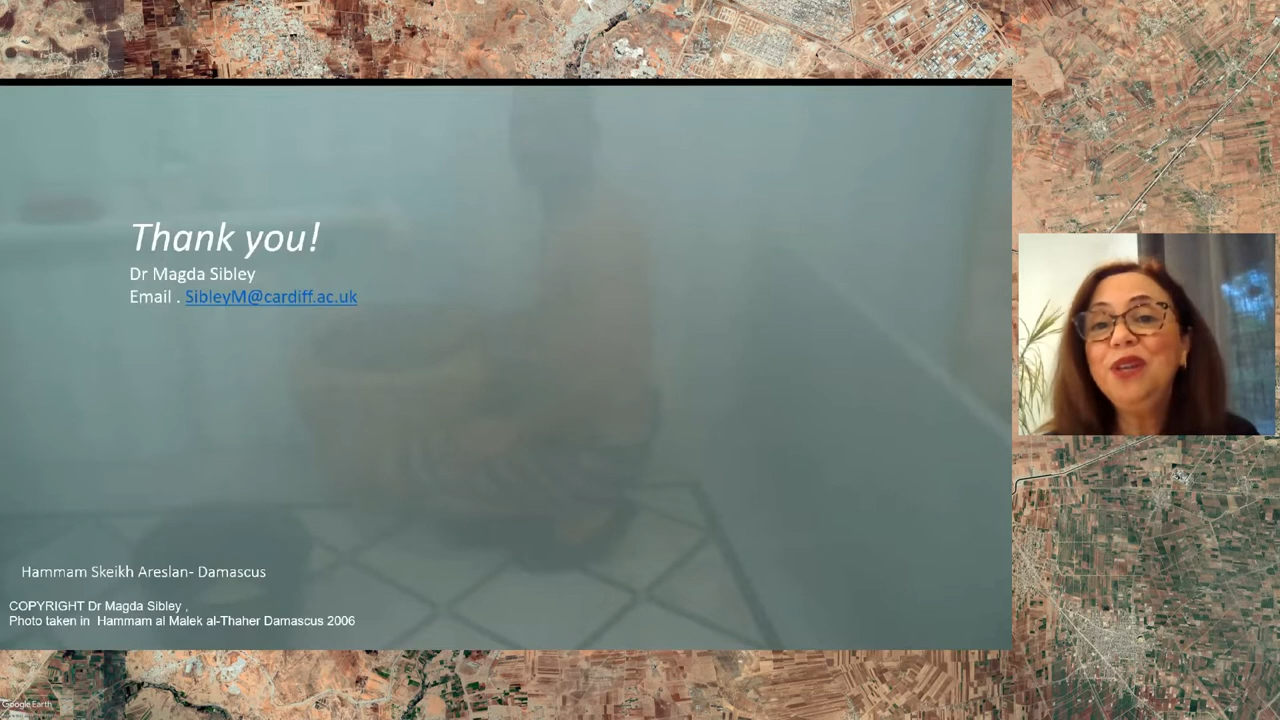 Thank you!
Dr Magda Sibley
Email . SibleyM@cardiff.ac.uk
Hammam Skeikh Areslan- Damascus
COPYRIGHT Dr Magda Sibley ,
Photo taken in Hammam al Malek al-Thaher Damascus 2006
Google Earth